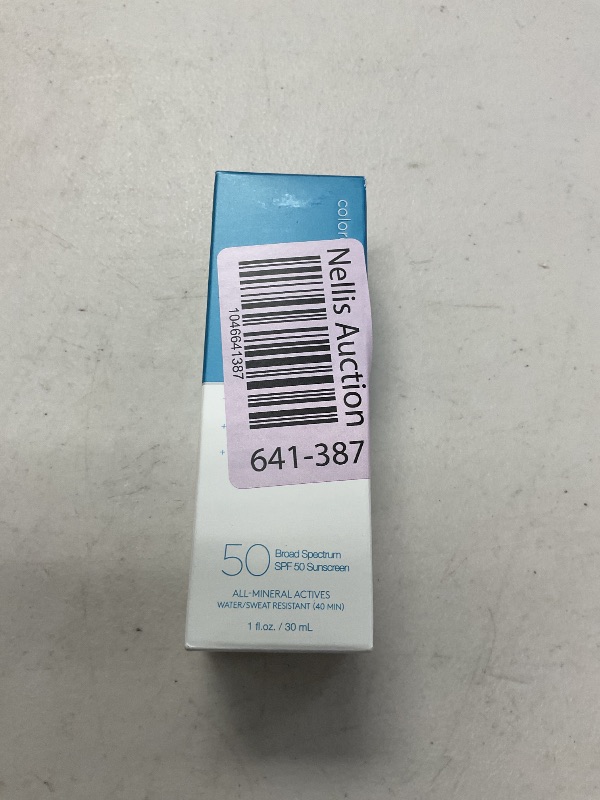 color
Nellis Auction
1046641387
641-387
+
+
50 Broad Spectrum
SPF 50 Sunscreen
ALL-MINERAL ACTIVES
WATER/SWEAT RESISTANT (40 MIN)
1 fl.oz. / 30 mL